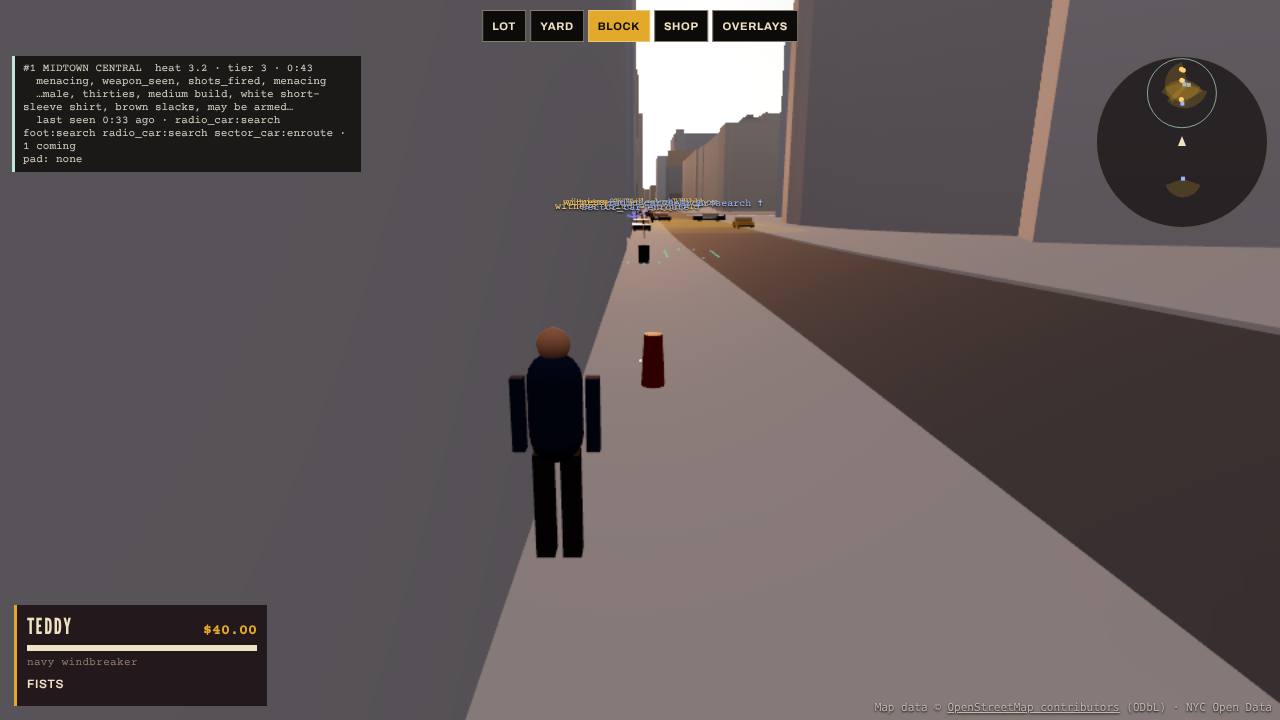 LOT YARD BLOCK SHOP OVERLAYS
#1 MIDTOWN CENTRAL heat 3.2 · tier 3 · 0:43
menacing, weapon_seen, shots_fired, menacing
…male, thirties, medium build, white short-
sleeve shirt, brown slacks, may be armed…
last seen 0:33 ago · radio_car:search
foot:search radio_car:search sector_car:enroute ·
1 coming
pad: none
TEDDY $40.00
navy windbreaker
FISTS
Map data © OpenStreetMap contributors (ODbL) · NYC Open Data